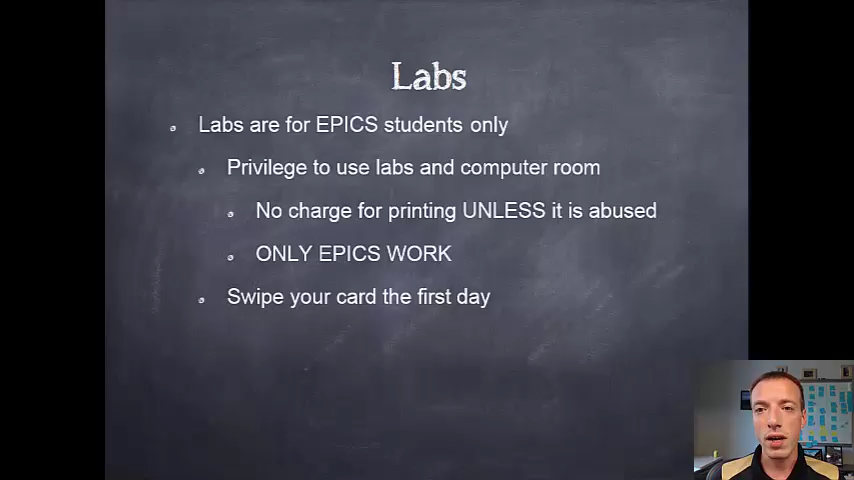 Labs
Labs are for EPICS students only
Privilege to use labs and computer room
No charge for printing UNLESS it is abused
ONLY EPICS WORK
Swipe your card the first day